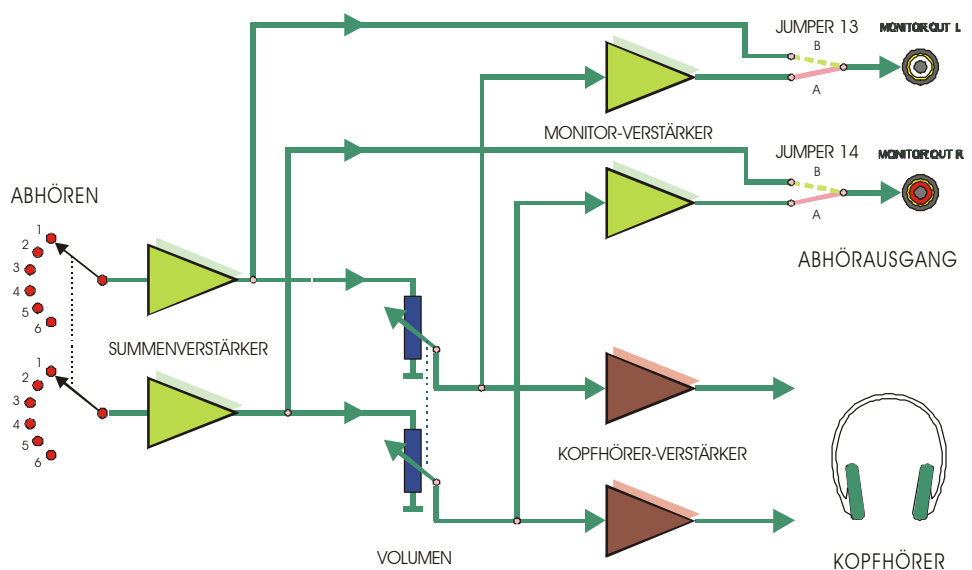 JUMPER 13
MONITOR OUT L
B
A
MONITOR-VERSTÄRKER
JUMPER 14
MONITOR OUT R
B
A
ABHÖREN
ABHÖRAUSGANG
1
2
3
4
5
6
SUMMENVERSTÄRKER
1
2
3
4
5
6
KOPFHÖRER-VERSTÄRKER
VOLUMEN
KOPFHÖRER